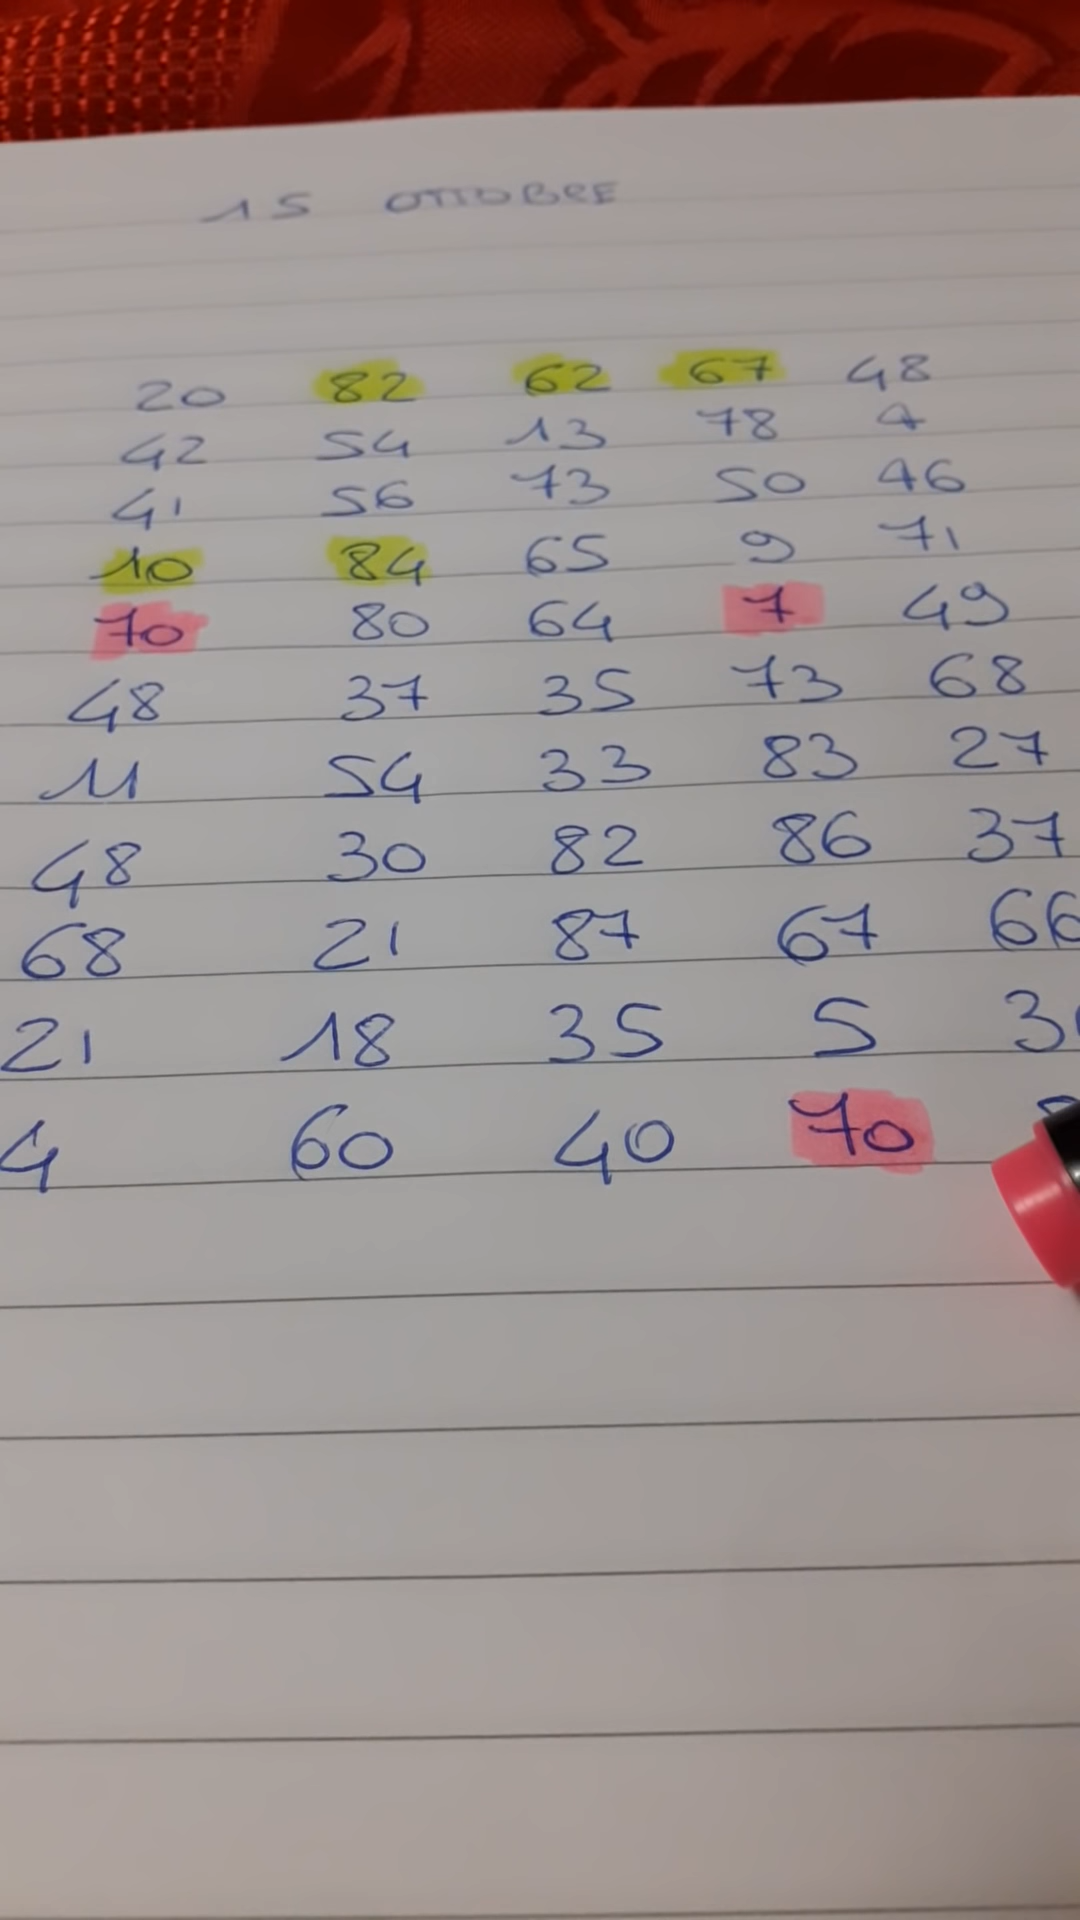 15 OTTOBRE
20 82 62 67 48
42 54 13 78 4
41 56 73 50 46
10 84 65 9 71
70 80 64 7 49
48 37 35 73 68
11 54 33 83 27
48 30 82 86 37
68 21 87 67 66
21 18 35 5
4 60 40 70